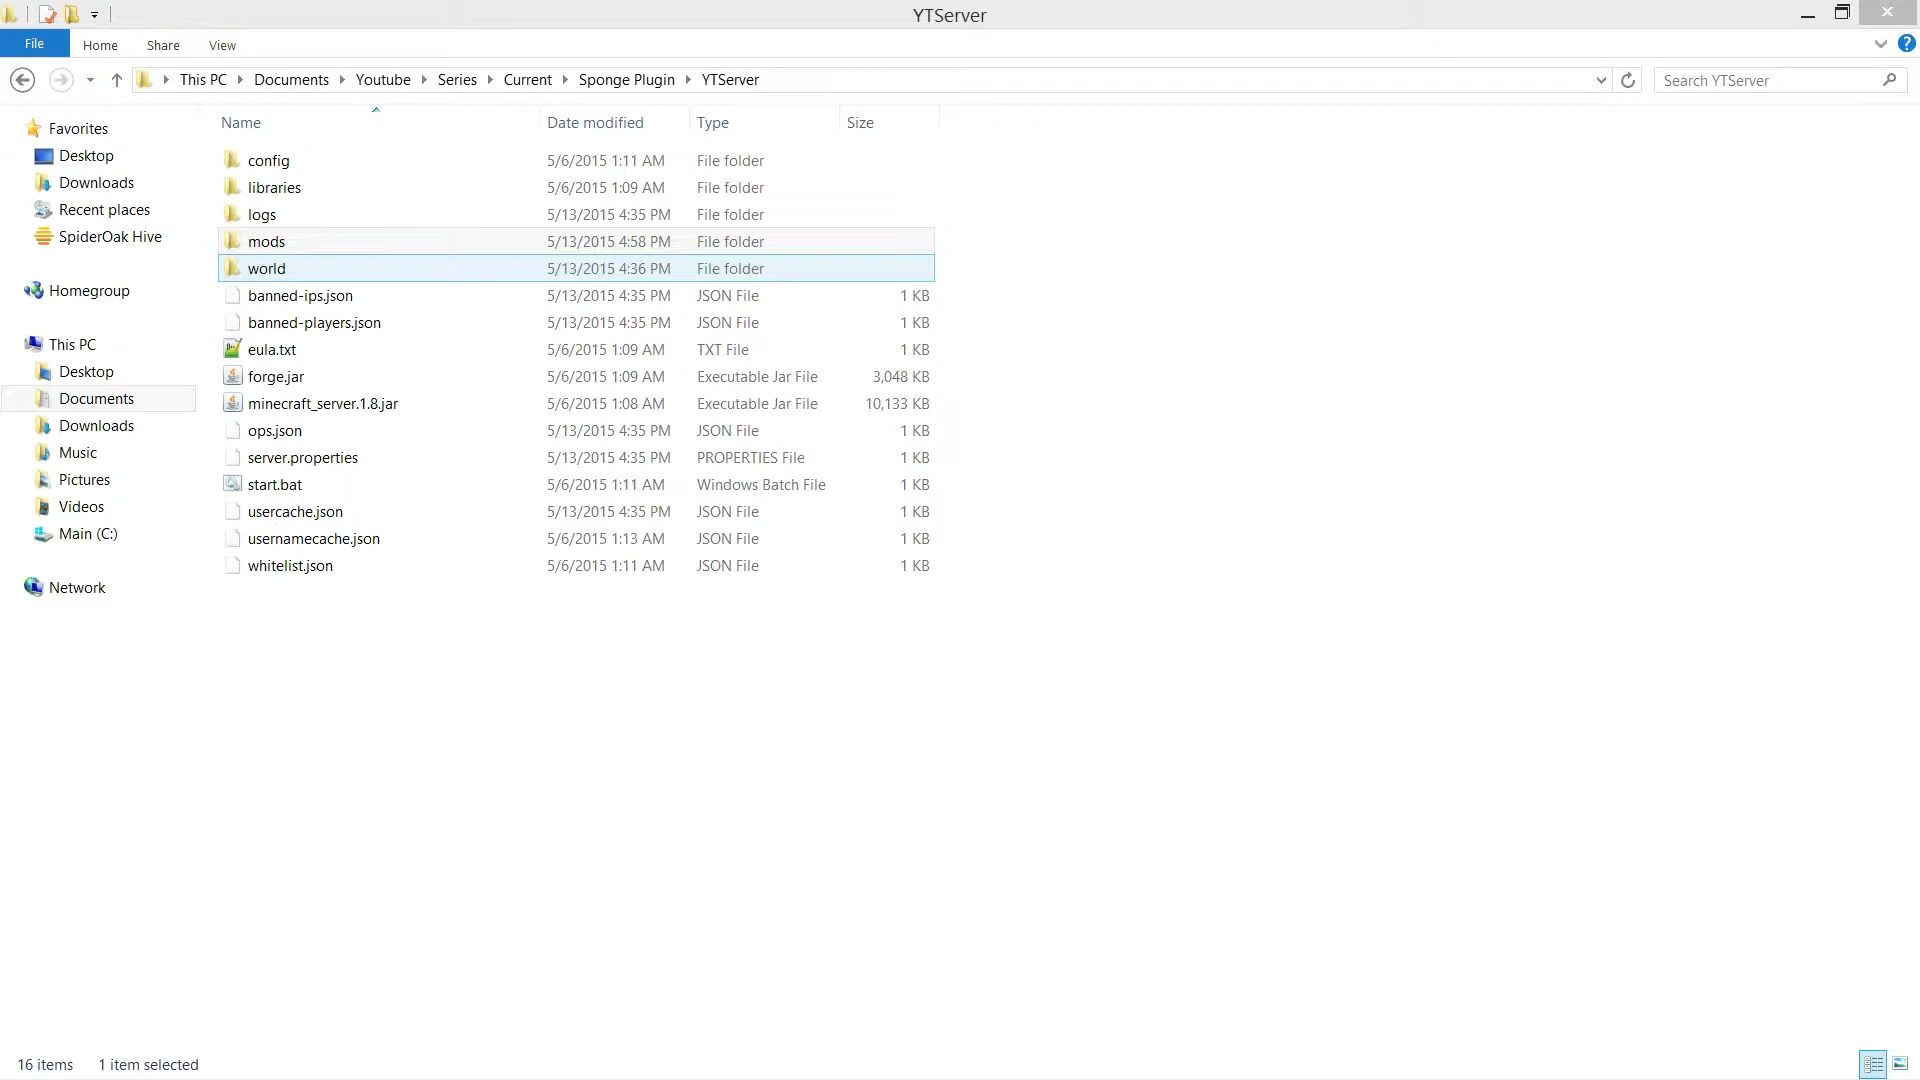 YTServer
File Home Share View
This PC Documents Youtube Series Current Sponge Plugin YTServer
Search YTServer
Name Date modified Type Size
Favorites
Desktop
Downloads
Recent places
SpiderOak Hive
Homegroup
This PC
Desktop
Documents
Downloads
Music
Pictures
Videos
Main (C:)
Network
config 5/6/2015 1:11 AM File folder
libraries 5/6/2015 1:09 AM File folder
logs 5/13/2015 4:35 PM File folder
mods 5/13/2015 4:58 PM File folder
world 5/13/2015 4:36 PM File folder
banned-ips.json 5/13/2015 4:35 PM JSON File 1 KB
banned-players.json 5/13/2015 4:35 PM JSON File 1 KB
eula.txt 5/6/2015 1:09 AM TXT File 1 KB
forge.jar 5/6/2015 1:09 AM Executable Jar File 3,048 KB
minecraft_server.1.8.jar 5/6/2015 1:08 AM Executable Jar File 10,133 KB
ops.json 5/13/2015 4:35 PM JSON File 1 KB
server.properties 5/13/2015 4:35 PM PROPERTIES File 1 KB
start.bat 5/6/2015 1:11 AM Windows Batch File 1 KB
usercache.json 5/13/2015 4:35 PM JSON File 1 KB
usernamecache.json 5/6/2015 1:13 AM JSON File 1 KB
whitelist.json 5/6/2015 1:11 AM JSON File 1 KB
16 items 1 item selected